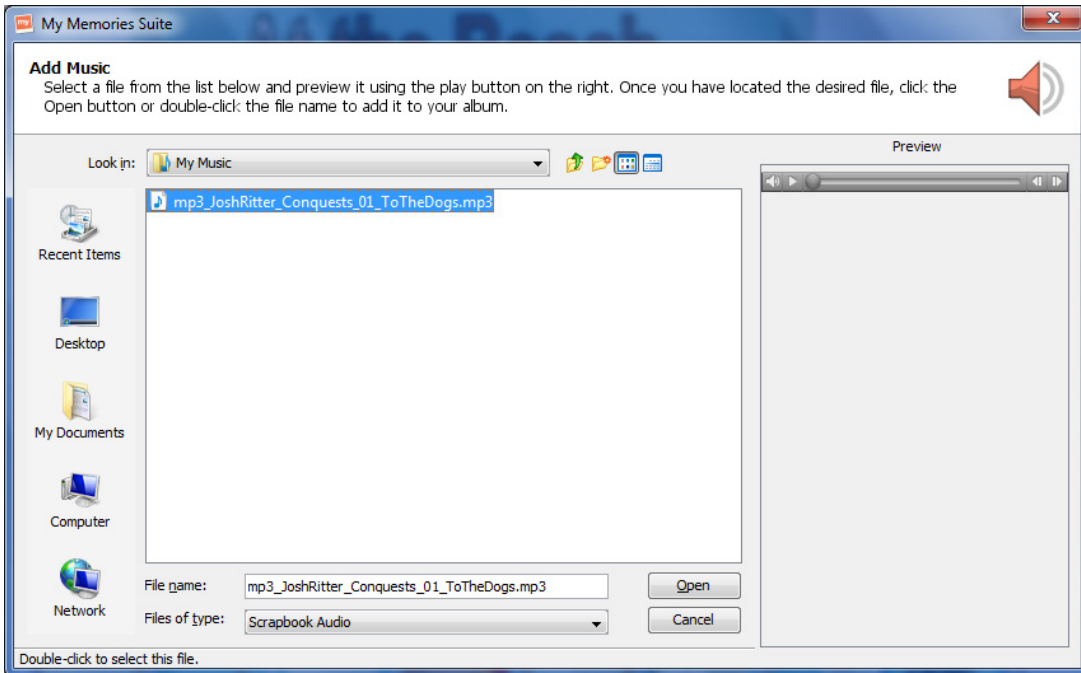 my My Memories Suite
Add Music
Select a file from the list below and preview it using the play button on the right. Once you have located the desired file, click the
Open button or double-click the file name to add it to your album.
Preview
Look in: My Music
mp3_JoshRitter_Conquests_01_ToTheDogs.mp3
Recent Items
Desktop
My Documents
Computer
Network
File name: mp3_JoshRitter_Conquests_01_ToTheDogs.mp3 Open
Files of type: Scrapbook Audio Cancel
Double-click to select this file.